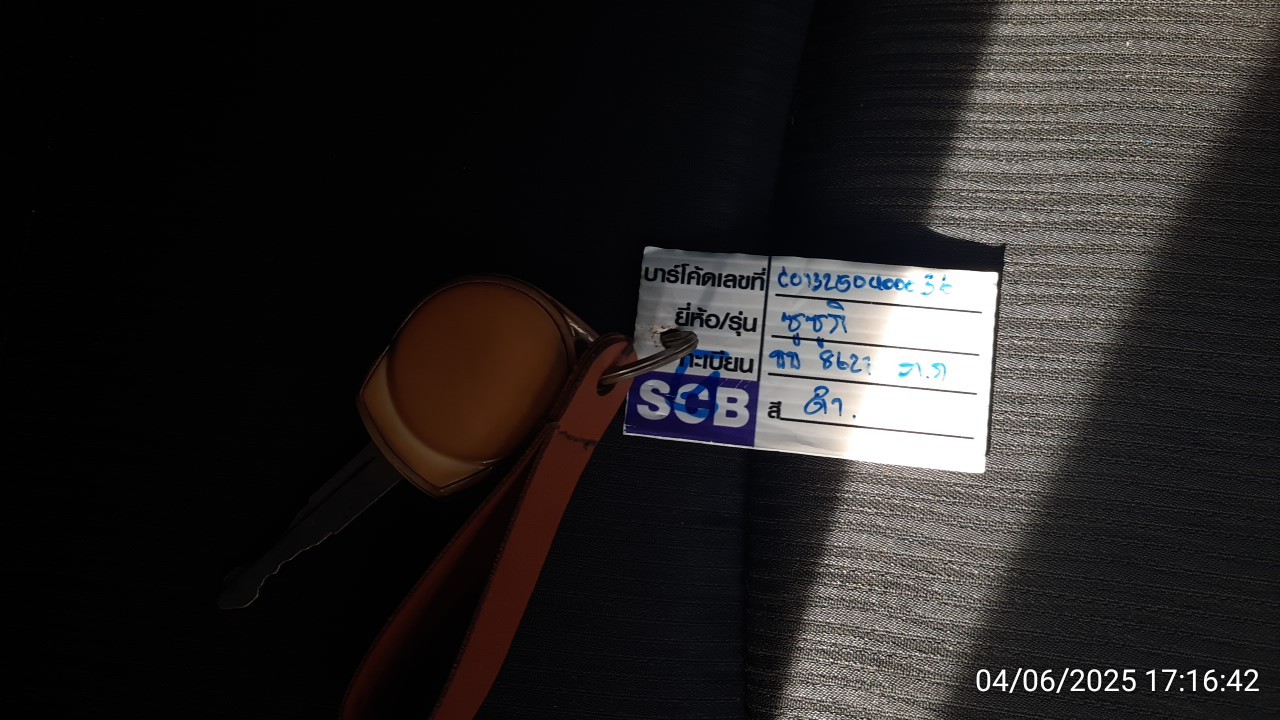 บาร์โค้ดเลขที่
ยี่ห้อ/รุ่น ซูซูกิ
ทะเบียน 8627
SCB สี ดำ.
04/06/2025 17:16:42